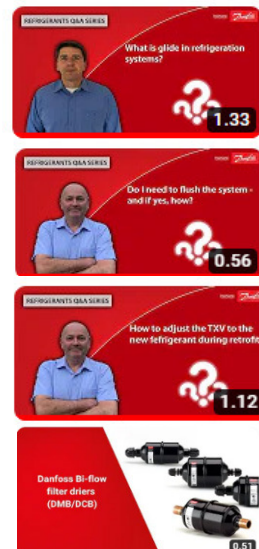 REFRIGERANTS Q&A SERIES
Danfoss
What is glide in refrigeration
systems?
1.33
REFRIGERANTS Q&A SERIES
Danfoss
Do I need to flush the system -
and if yes, how?
0.56
REFRIGERANTS Q&A SERIES
Danfoss
How to adjust the TXV to the
new fefrigerant during retrofit
1.12
Danfoss Bi-flow
filter driers
(DMB/DCB)
0.51